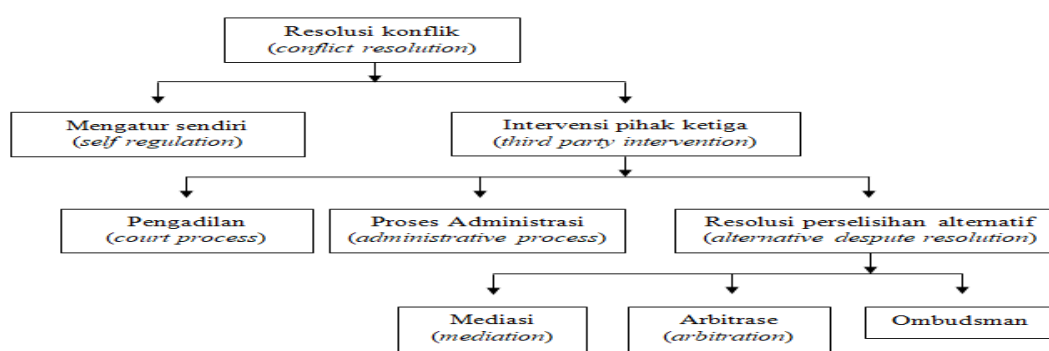 Resolusi konflik
(conflict resolution)
Mengatur sendiri
(self regulation)
Intervensi pihak ketiga
(third party intervention)
Pengadilan
(court process)
Proses Administrasi
(administrative process)
Resolusi perselisihan alternatif
(alternative despute resolution)
Mediasi
(mediation)
Arbitrase
(arbitration)
Ombudsman